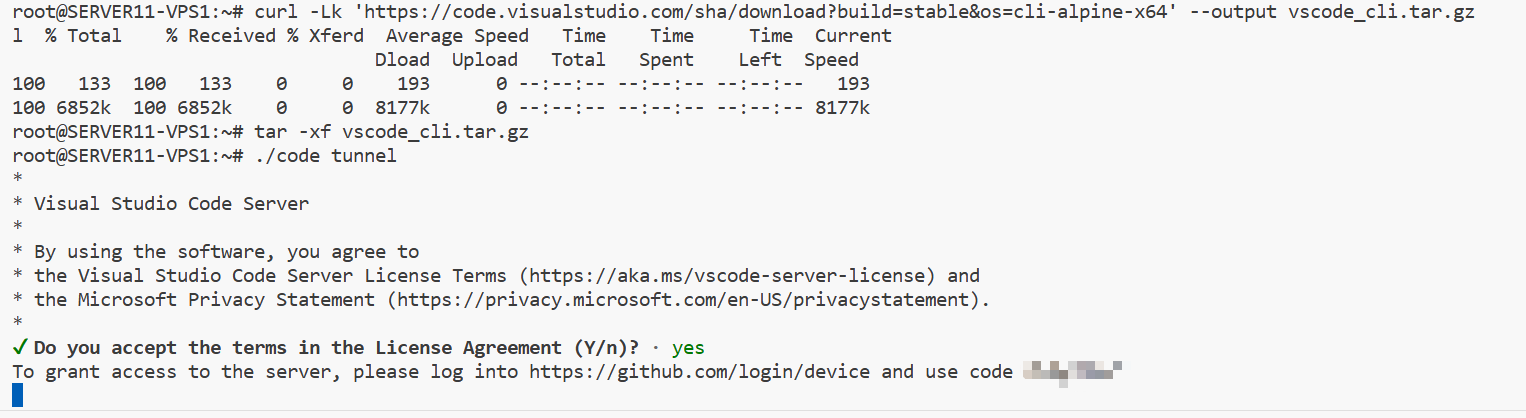 root@SERVER11-VPS1:~# curl -Lk 'https://code.visualstudio.com/sha/download?build=stable&os=cli-alpine-x64' --output vscode_cli.tar.gz
l % Total % Received % Xferd Average Speed Time Time Time Current
Dload Upload Total Spent Left Speed
100 133 100 133 0 0 193 0 --:--:-- --:--:-- --:--:-- 193
100 6852k 100 6852k 0 0 8177k 0 --:--:-- --:--:-- --:--:-- 8177k
root@SERVER11-VPS1:~# tar -xf vscode_cli.tar.gz
root@SERVER11-VPS1:~# ./code tunnel
*
* Visual Studio Code Server
*
* By using the software, you agree to
* the Visual Studio Code Server License Terms (https://aka.ms/vscode-server-license) and
* the Microsoft Privacy Statement (https://privacy.microsoft.com/en-US/privacystatement).
*
✓ Do you accept the terms in the License Agreement (Y/n)? · yes
To grant access to the server, please log into https://github.com/login/device and use code